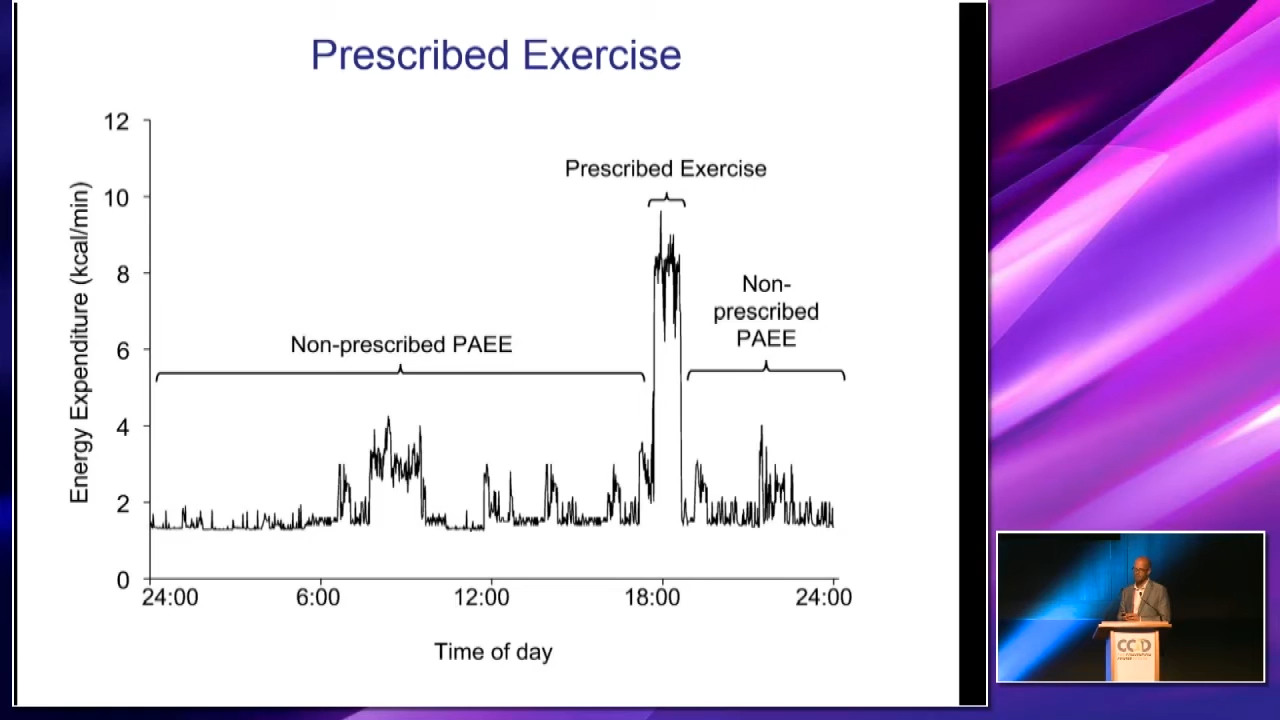 Prescribed Exercise
12
10
8
6
4
2
0
Energy Expenditure (kcal/min)
Prescribed Exercise
Non-prescribed PAEE
Non-
prescribed
PAEE
24:00
6:00
12:00
18:00
24:00
Time of day
CONVENTION